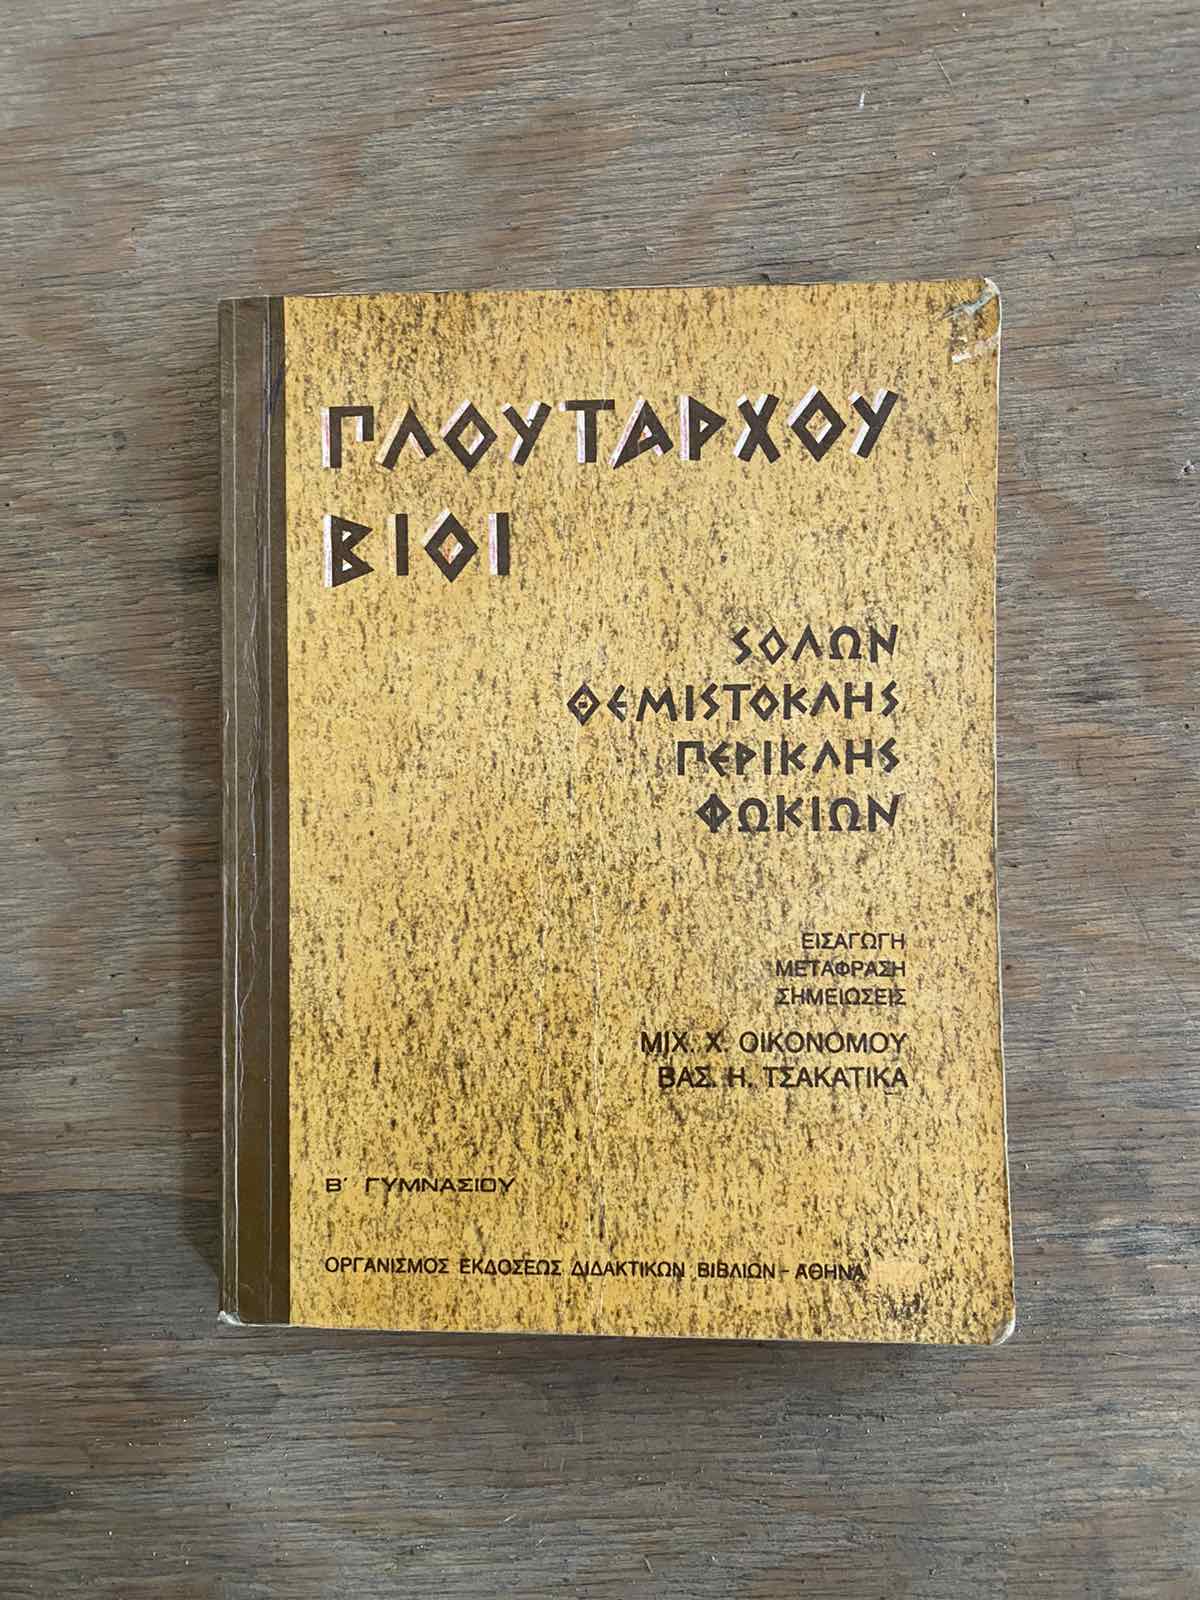 ΠΛΟΥΤΑΡΧΟΥ
ΒΙΟΙ
ΣΟΛΩΝ
ΘΕΜΙΣΤΟΚΛΗΣ
ΠΕΡΙΚΛΗΣ
ΦΩΚΙΩΝ
ΕΙΣΑΓΩΓΗ
ΜΕΤΑΦΡΑΣΗ
ΣΗΜΕΙΩΣΕΙΣ
ΜΙΧ. Χ. ΟΙΚΟΝΟΜΟΥ
ΒΑΣ. Η. ΤΣΑΚΑΤΙΚΑ
Β΄ ΓΥΜΝΑΣΙΟΥ
ΟΡΓΑΝΙΣΜΟΣ ΕΚΔΟΣΕΩΣ ΔΙΔΑΚΤΙΚΩΝ ΒΙΒΛΙΩΝ - ΑΘΗΝΑ